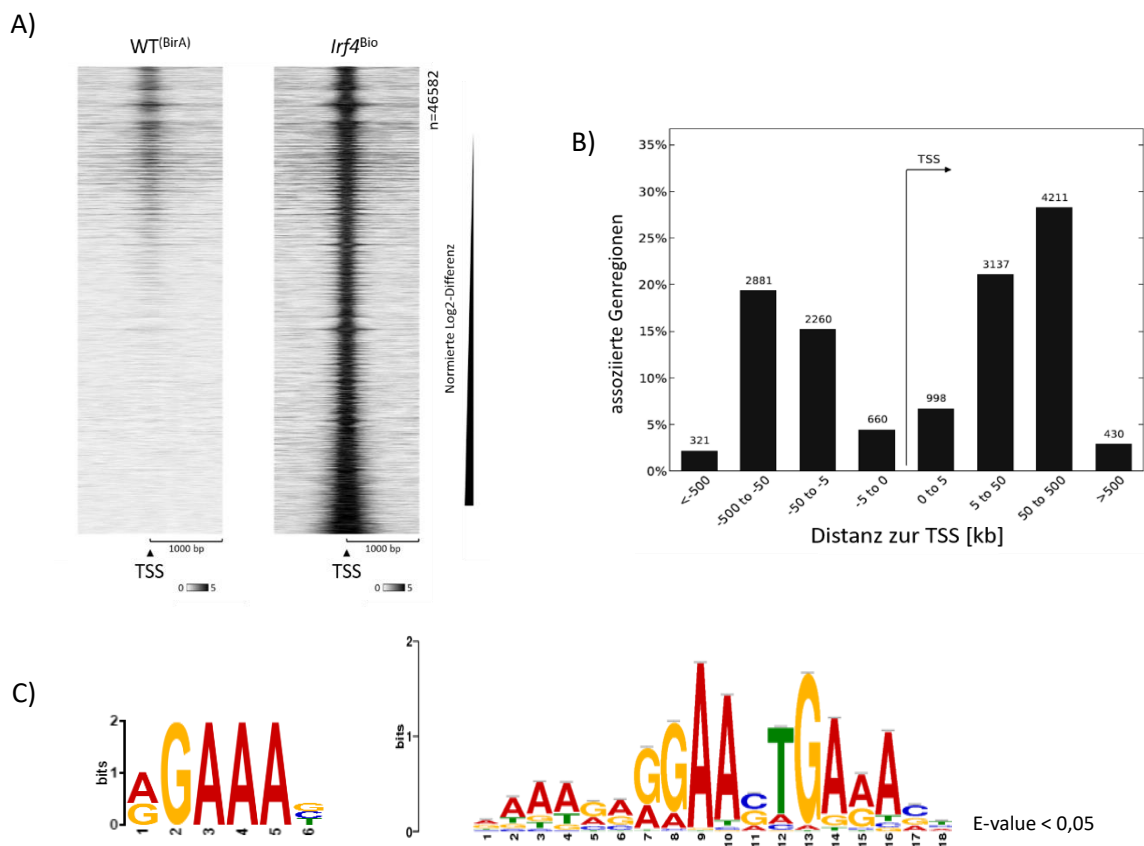 A)
WT(BirA)
Irf4Bio
n=46582
Normierte Log2-Differenz
1000 bp
1000 bp
TSS
TSS
0 5
0 5
B)
assoziierte Genregionen
35%
30%
25%
20%
15%
10%
5%
0%
TSS
321
2881
2260
660
998
3137
4211
430
<-500
-500 to -50
-50 to -5
-5 to 0
0 to 5
5 to 50
50 to 500
>500
Distanz zur TSS [kb]
C)
bits
2
1
0
A G A A A G
G C
T
1 2 3 4 5 6
bits
2
1
0
1 2 3 4 5 6 7 8 9 10 11 12 13 14 15 16 17 18
E-value < 0,05